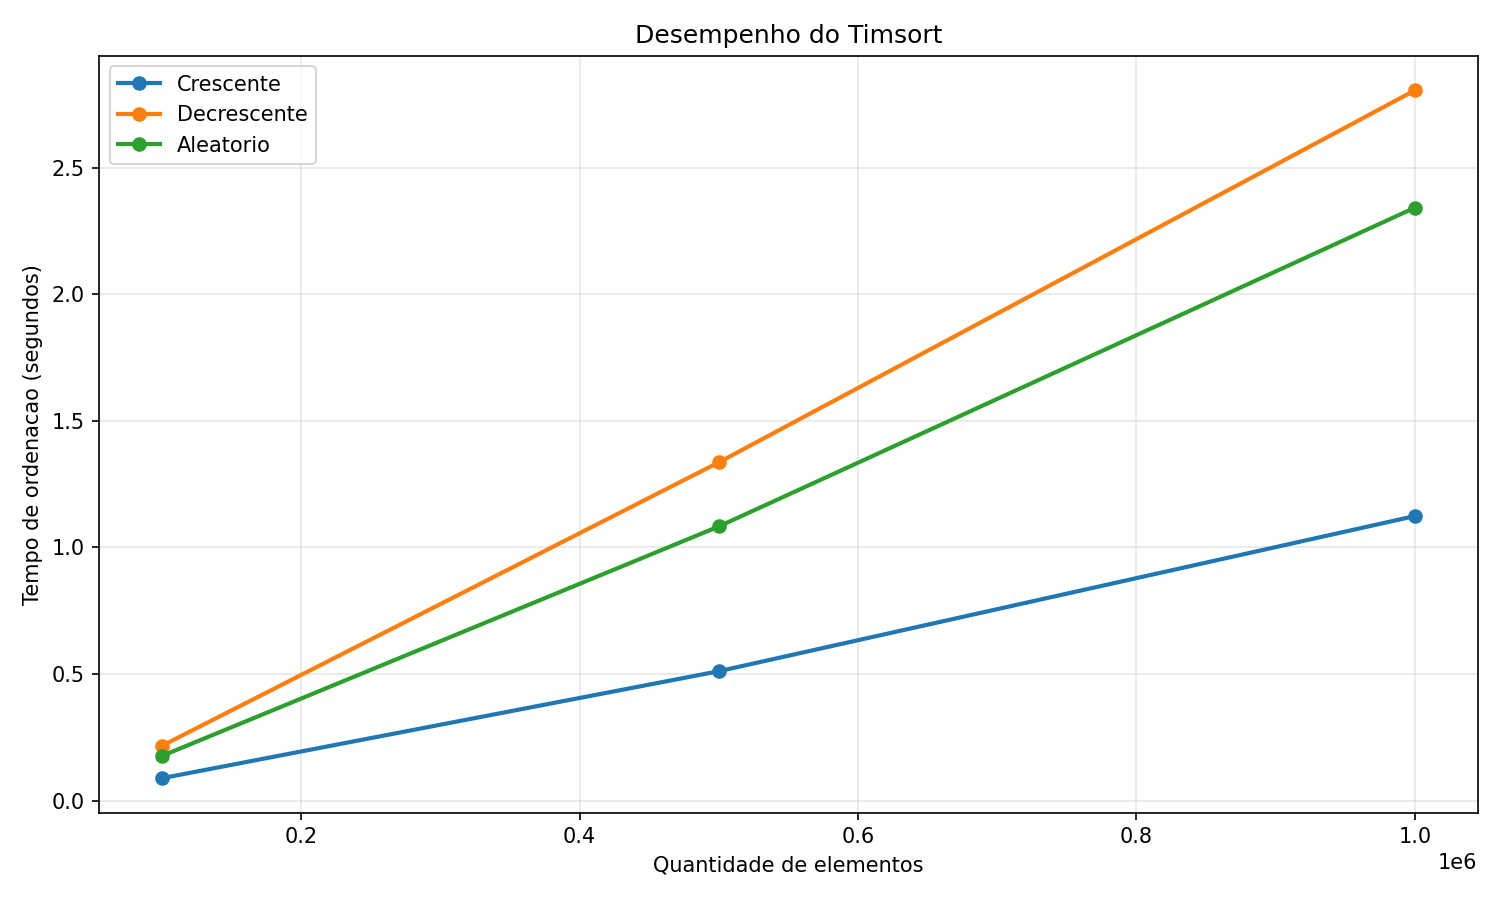 Desempenho do Timsort
Crescente
Decrescente
Aleatorio
Tempo de ordenacao (segundos)
2.5
2.0
1.5
1.0
0.5
0.0
0.2
0.4
0.6
0.8
1.0
1e6
Quantidade de elementos